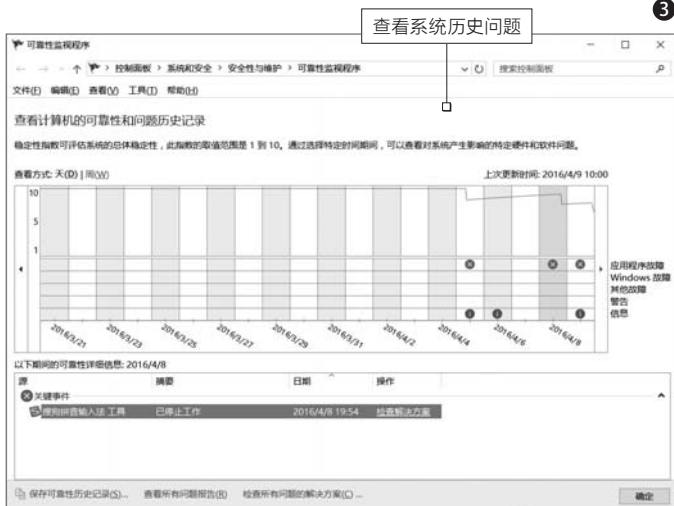 ❸
查看系统历史问题
可靠性监视程序
控制面板 > 系统和安全 > 安全性与维护 > 可靠性监视程序
搜索控制面板
文件(F) 编辑(E) 查看(V) 工具(T) 帮助(H)
查看计算机的可靠性和问题历史记录
稳定性指数可评估系统的总体稳定性，此指数的取值范围是 1 到 10。通过选择特定时间期间，可以查看对系统产生影响的特定硬件和软件问题。
查看方式: 天(D) | 周(W) 上次更新时间: 2016/4/9 10:00
10
5
1
应用程序故障
Windows 故障
其他故障
警告
信息
2016/3/21 2016/3/23 2016/3/25 2016/3/27 2016/3/29 2016/3/31 2016/4/2 2016/4/4 2016/4/6 2016/4/8
以下期间的可靠性详细信息: 2016/4/8
源 摘要 日期 操作
关键事件
搜狗拼音输入法 工具 已停止工作 2016/4/8 19:54 检查解决方案
保存可靠性历史记录(S)... 查看所有问题报告(R) 检查所有问题的解决方案(C) ... 确定